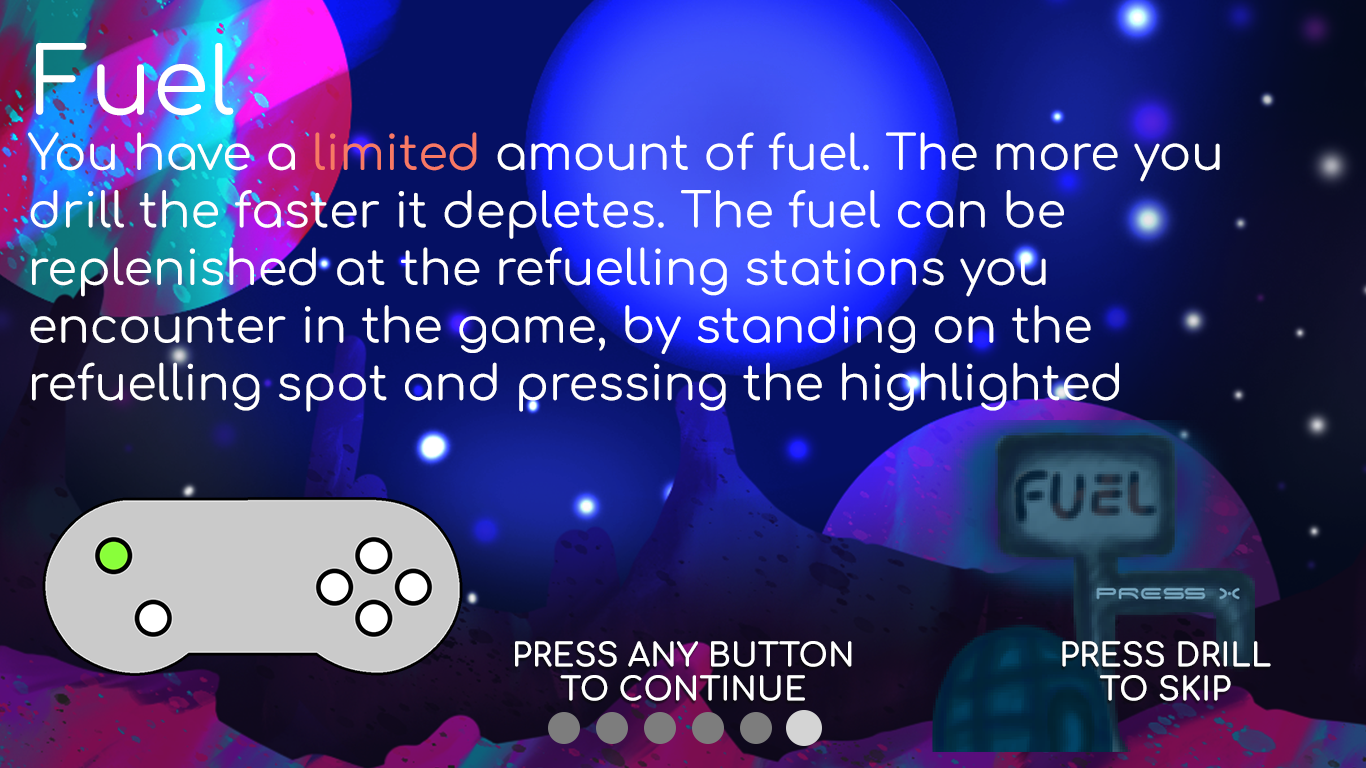 Fuel
You have a limited amount of fuel. The more you
drill the faster it depletes. The fuel can be
replenished at the refuelling stations you
encounter in the game, by standing on the
refuelling spot and pressing the highlighted
FUEL
PRESS X
PRESS ANY BUTTON
TO CONTINUE
PRESS DRILL
TO SKIP